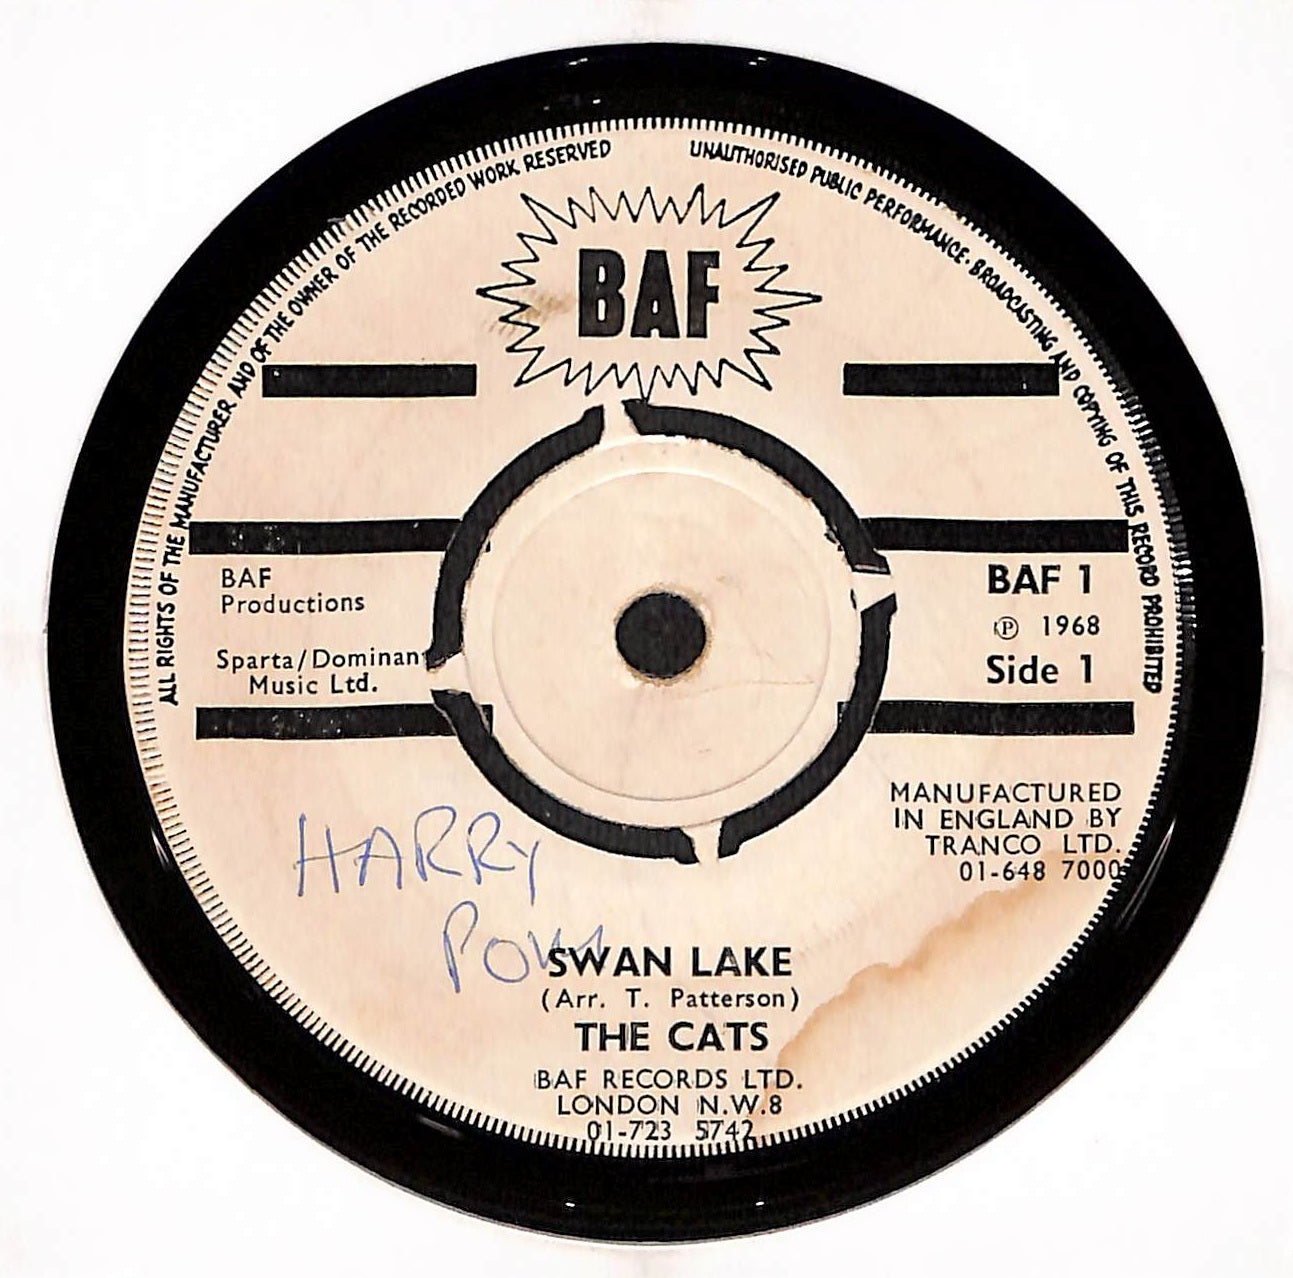 ALL RIGHTS OF THE MANUFACTURER AND OF THE OWNER OF THE RECORDED WORK RESERVED
UNAUTHORISED PUBLIC PERFORMANCE · BROADCASTING AND COPYING OF THIS RECORD PROHIBITED
BAF
BAF
Productions
Sparta/Dominan
Music Ltd.
BAF 1
℗ 1968
Side 1
MANUFACTURED
IN ENGLAND BY
TRANCO LTD.
01-648 7000
HARRY
SWAN LAKE
(Arr. T. Patterson)
THE CATS
BAF RECORDS LTD.
LONDON N.W.8
01-723 5742